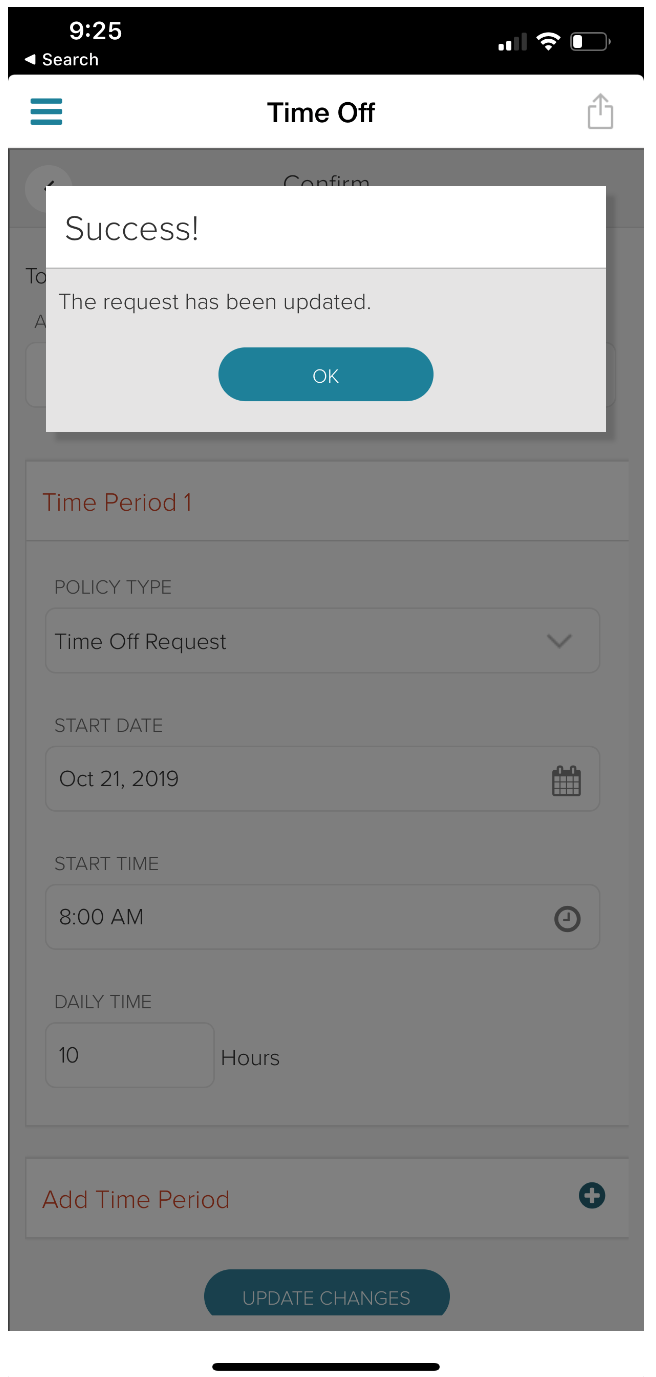 9:25
Search
Time Off
Confirm
Success!
To
The request has been updated.
A
OK
Time Period 1
POLICY TYPE
Time Off Request
START DATE
Oct 21, 2019
START TIME
8:00 AM
DAILY TIME
10 Hours
Add Time Period
UPDATE CHANGES